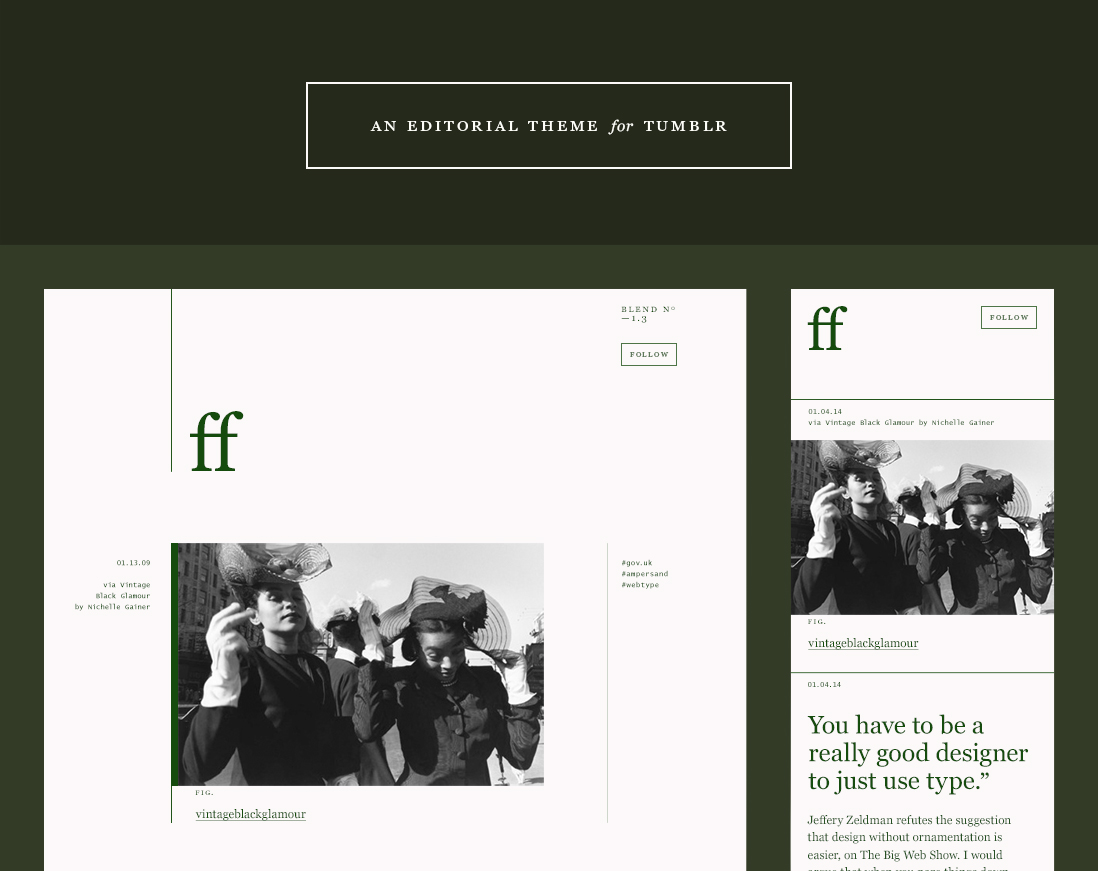 AN EDITORIAL THEME for TUMBLR
BLEND Nº
—1.3
FOLLOW
ff
01.13.09
via Vintage
Black Glamour
by Nichelle Gainer
#gov.uk
#ampersand
#webtype
FIG.
vintageblackglamour
ff
FOLLOW
01.04.14
via Vintage Black Glamour by Nichelle Gainer
FIG.
vintageblackglamour
01.04.14
You have to be a
really good designer
to just use type.”
Jeffery Zeldman refutes the suggestion
that design without ornamentation is
easier, on The Big Web Show. I would